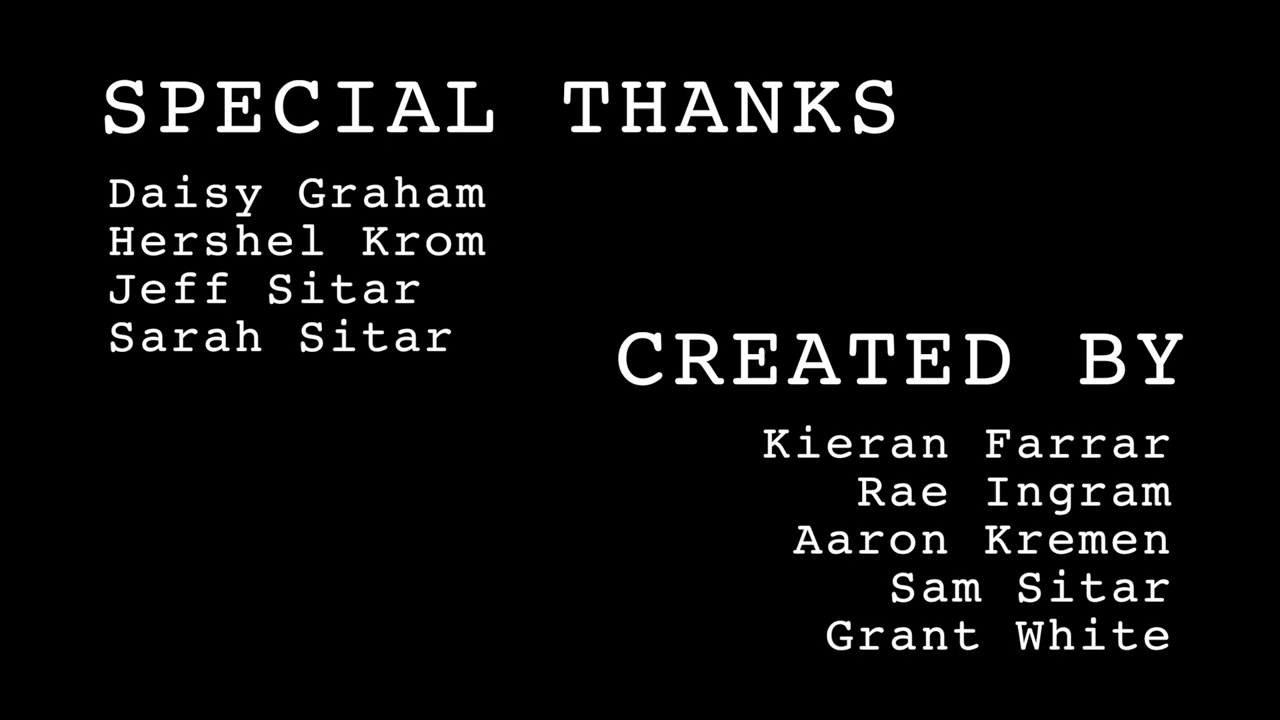 SPECIAL THANKS
Daisy Graham
Hershel Krom
Jeff Sitar
Sarah Sitar
CREATED BY
Kieran Farrar
Rae Ingram
Aaron Kremen
Sam Sitar
Grant White